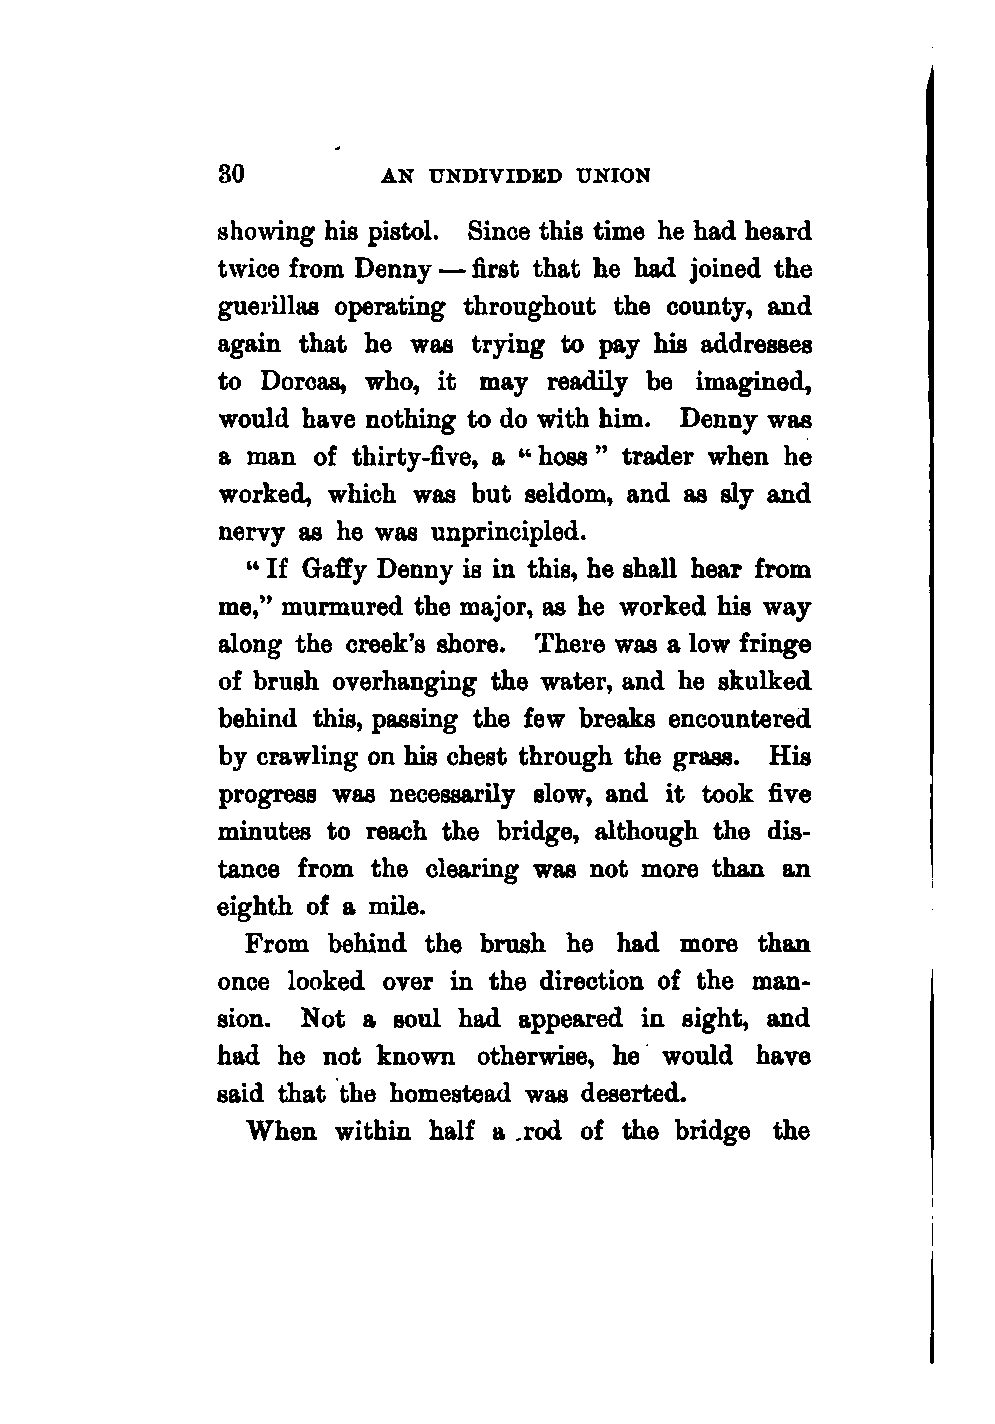 30 AN UNDIVIDED UNION
showing his pistol. Since this time he had heard
twice from Denny — first that he had joined the
guerillas operating throughout the county, and
again that he was trying to pay his addresses
to Dorcas, who, it may readily be imagined,
would have nothing to do with him. Denny was
a man of thirty-five, a “hoss” trader when he
worked, which was but seldom, and as sly and
nervy as he was unprincipled.
“If Gaffy Denny is in this, he shall hear from
me,” murmured the major, as he worked his way
along the creek’s shore. There was a low fringe
of brush overhanging the water, and he skulked
behind this, passing the few breaks encountered
by crawling on his chest through the grass. His
progress was necessarily slow, and it took five
minutes to reach the bridge, although the dis-
tance from the clearing was not more than an
eighth of a mile.
From behind the brush he had more than
once looked over in the direction of the man-
sion. Not a soul had appeared in sight, and
had he not known otherwise, he would have
said that the homestead was deserted.
When within half a rod of the bridge the